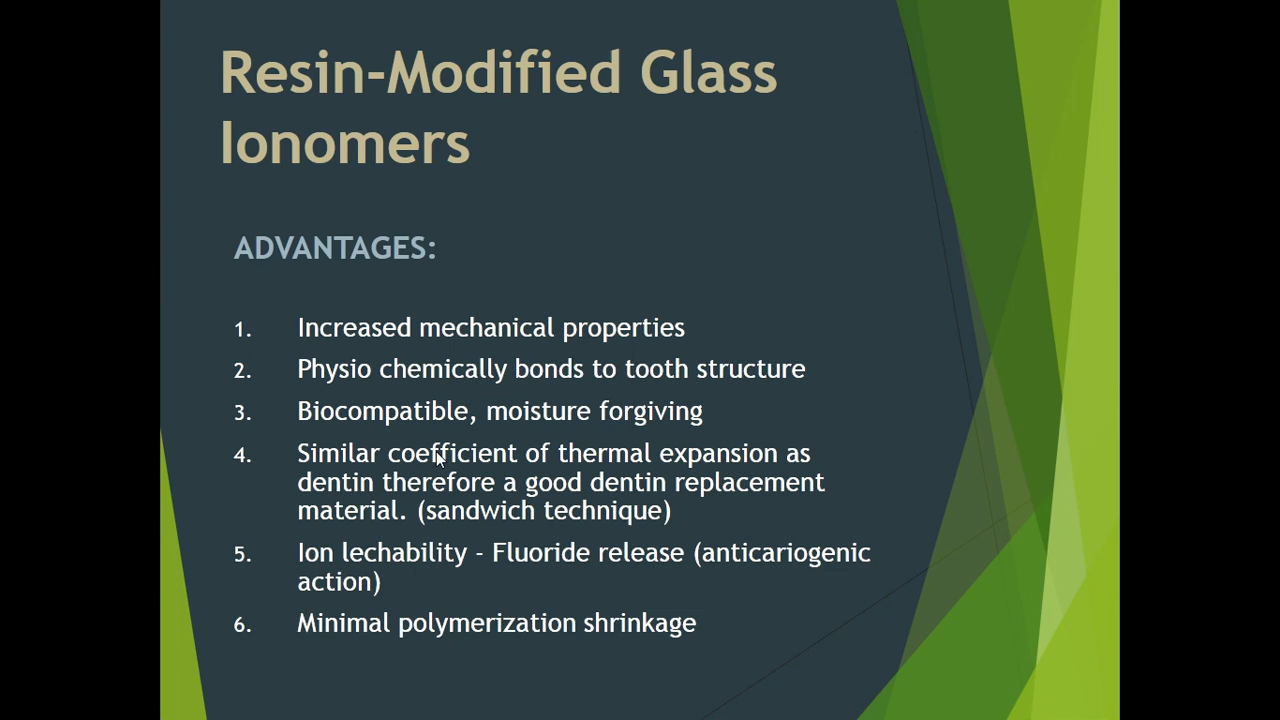 Resin-Modified Glass
Ionomers
ADVANTAGES:
1. Increased mechanical properties
2. Physio chemically bonds to tooth structure
3. Biocompatible, moisture forgiving
4. Similar coefficient of thermal expansion as
dentin therefore a good dentin replacement
material. (sandwich technique)
5. Ion lechability - Fluoride release (anticariogenic
action)
6. Minimal polymerization shrinkage